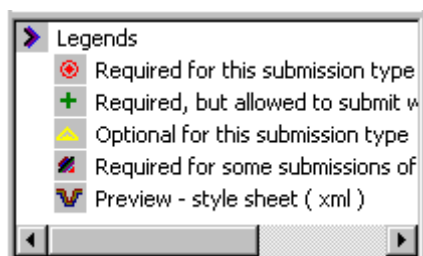 Legends
Required for this submission type
Required, but allowed to submit
Optional for this submission type
Required for some submissions of
Preview - style sheet ( xml )